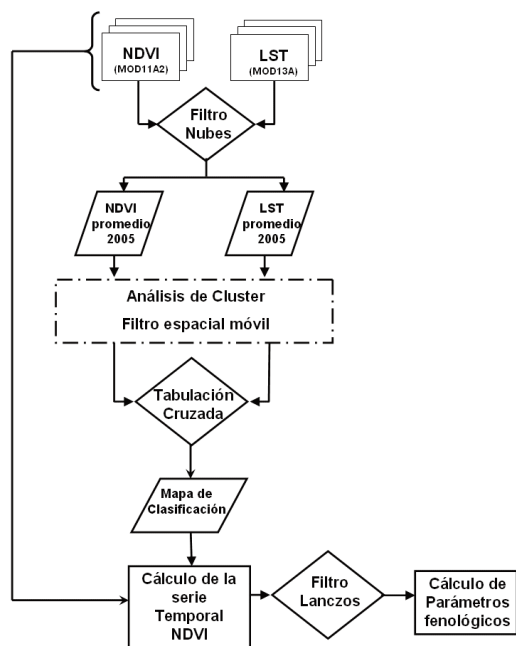 NDVI
(MOD11A2)
LST
(MOD13A)
Filtro
Nubes
NDVI
promedio
2005
LST
promedio
2005
Análisis de Cluster
Filtro espacial móvil
Tabulación
Cruzada
Mapa de
Clasificación
Cálculo de la
serie
Temporal
NDVI
Filtro
Lanczos
Cálculo de
Parámetros
fenológicos